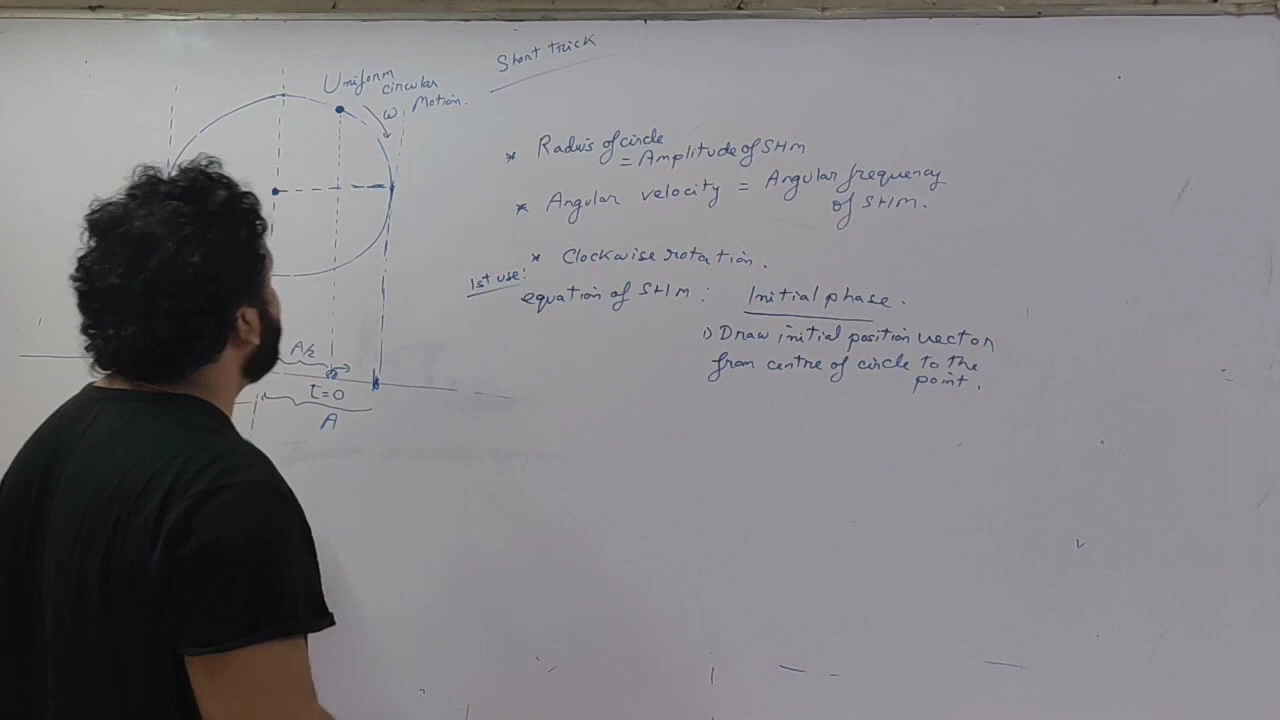 Short trick
Uniform
circular
Motion.
ω
* Radius of circle
= Amplitude of SHM
* Angular velocity = Angular frequency
of SHM.
* Clockwise rotation.
1st use:
equation of SHM: Initial phase.
1) Draw initial position vector
from centre of circle to the
point.
A/2
t=0
A